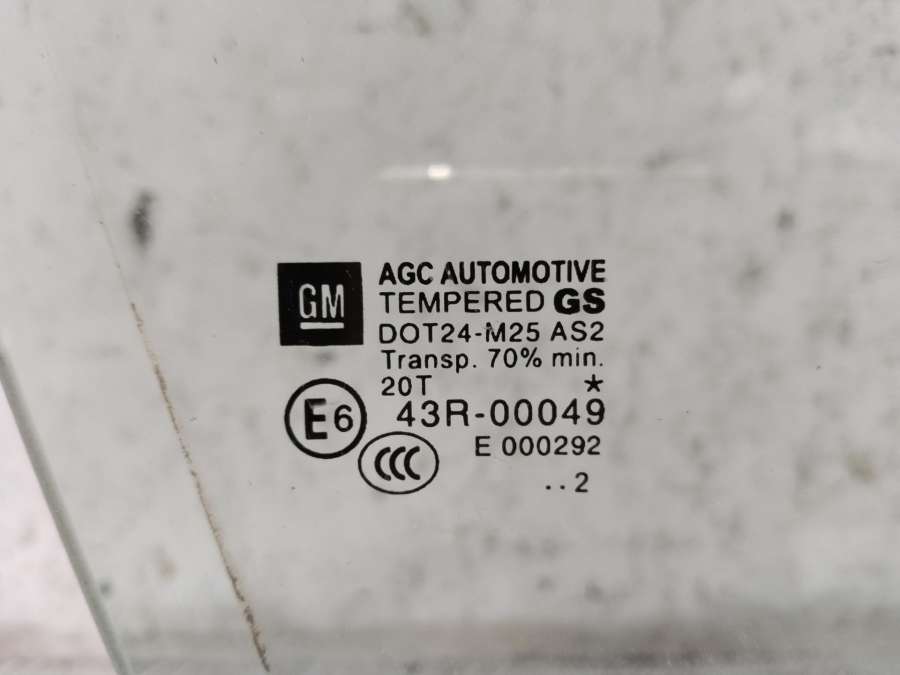 GM
AGC AUTOMOTIVE
TEMPERED GS
DOT24-M25 AS2
Transp. 70% min.
20T *
E6 43R-00049
CCC E 000292
..2